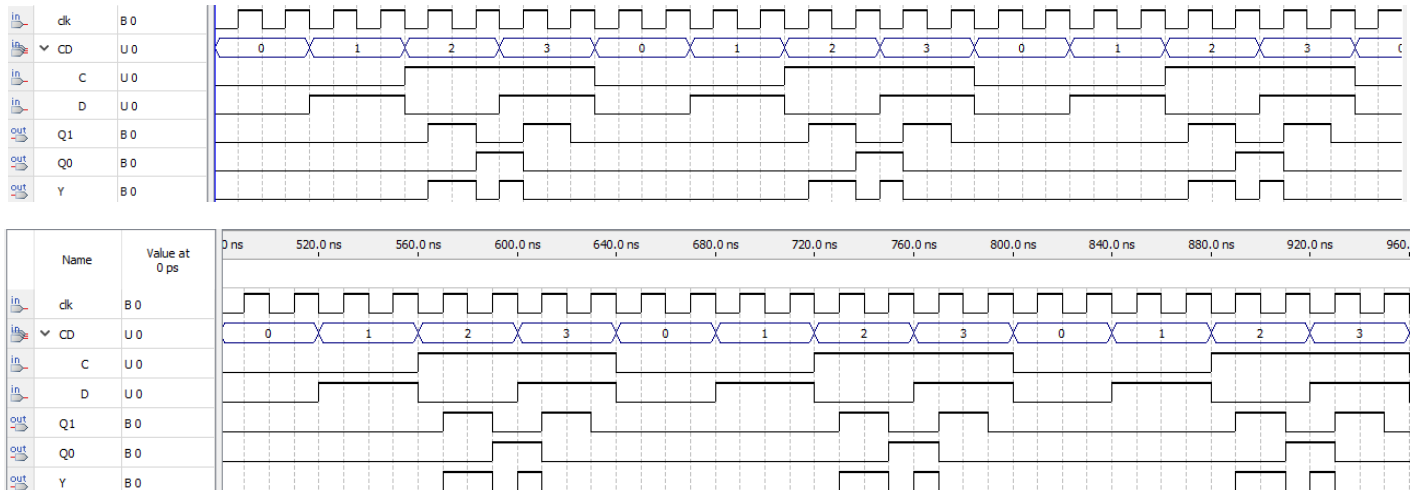 in clk B 0
in CD U 0 0 1 2 3 0 1 2 3 0 1 2 3
in C U 0
in D U 0
out Q1 B 0
out Q0 B 0
out Y B 0
Name Value at 0 ps 0 ns 520.0 ns 560.0 ns 600.0 ns 640.0 ns 680.0 ns 720.0 ns 760.0 ns 800.0 ns 840.0 ns 880.0 ns 920.0 ns 960.
in clk B 0
in CD U 0 0 1 2 3 0 1 2 3 0 1 2 3
in C U 0
in D U 0
out Q1 B 0
out Q0 B 0
out Y B 0